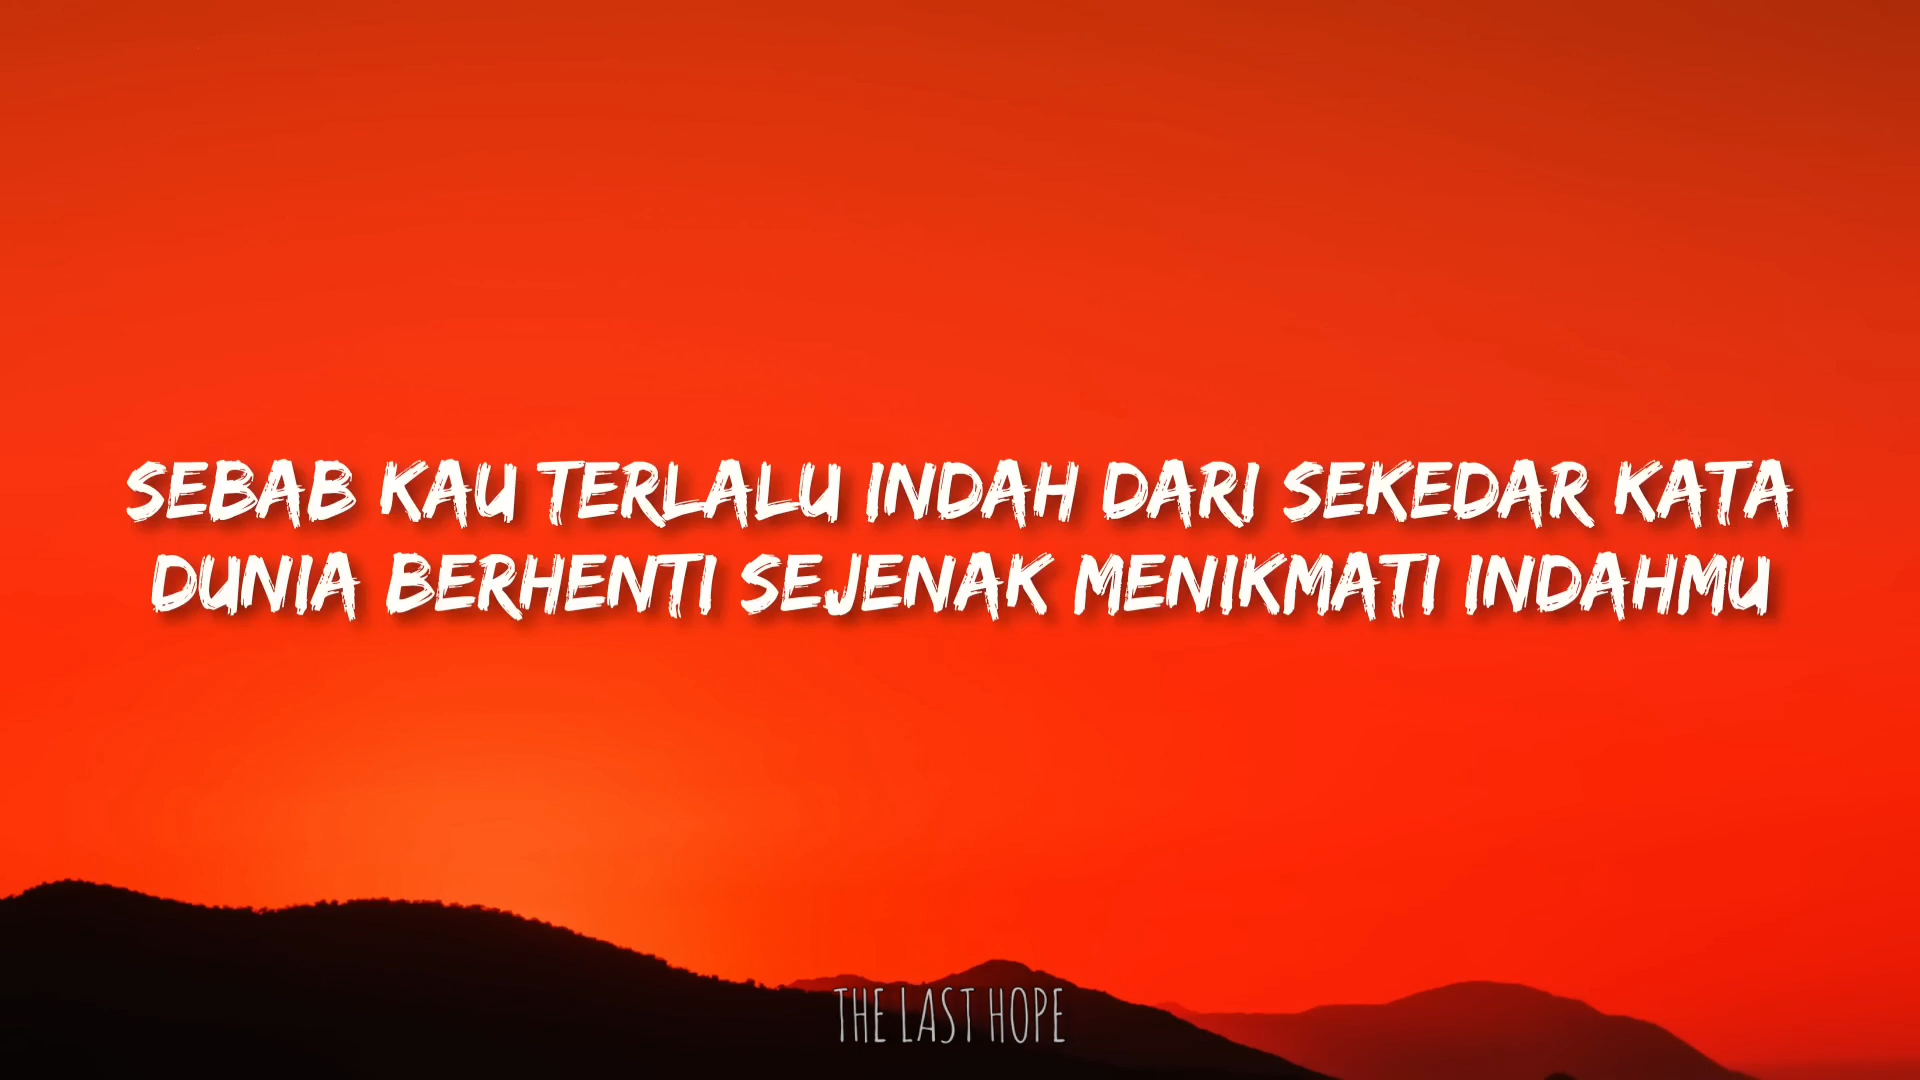 SEBAB KAU TERLALU INDAH DARI SEKEDAR KATA
DUNIA BERHENTI SEJENAK MENIKMATI INDAHMU
THE LAST HOPE